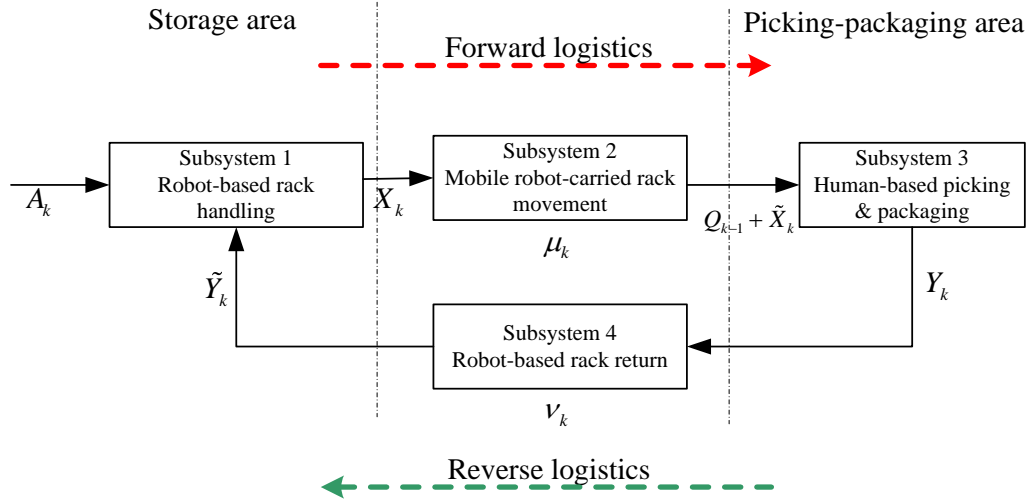 Storage area
Picking-packaging area
Forward logistics
Subsystem 1
Robot-based rack
handling
Subsystem 2
Mobile robot-carried rack
movement
Subsystem 3
Human-based picking
& packaging
A_k
X_k
Q_{k-1} + X̃_k
μ_k
Ỹ_k
Y_k
Subsystem 4
Robot-based rack return
ν_k
Reverse logistics